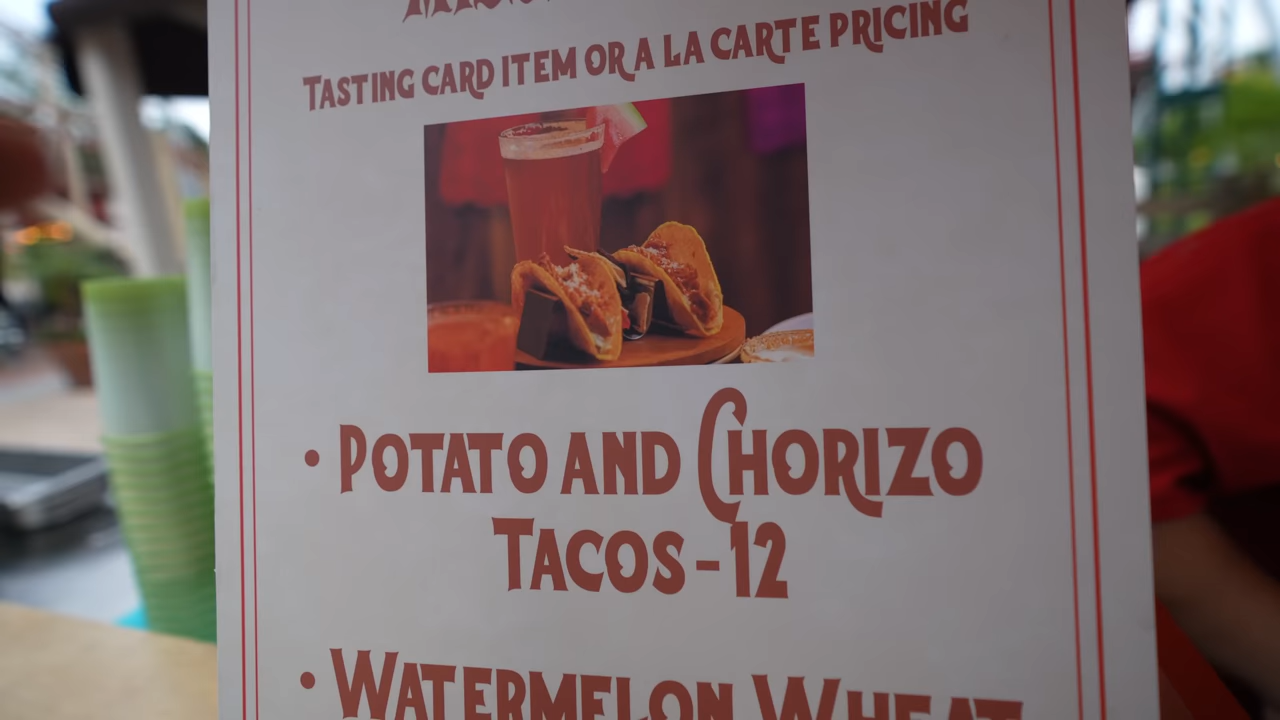 TASTING CARD ITEM OR A LA CARTE PRICING
• POTATO AND CHORIZO
TACOS - 12
• WATERMELON WHEAT